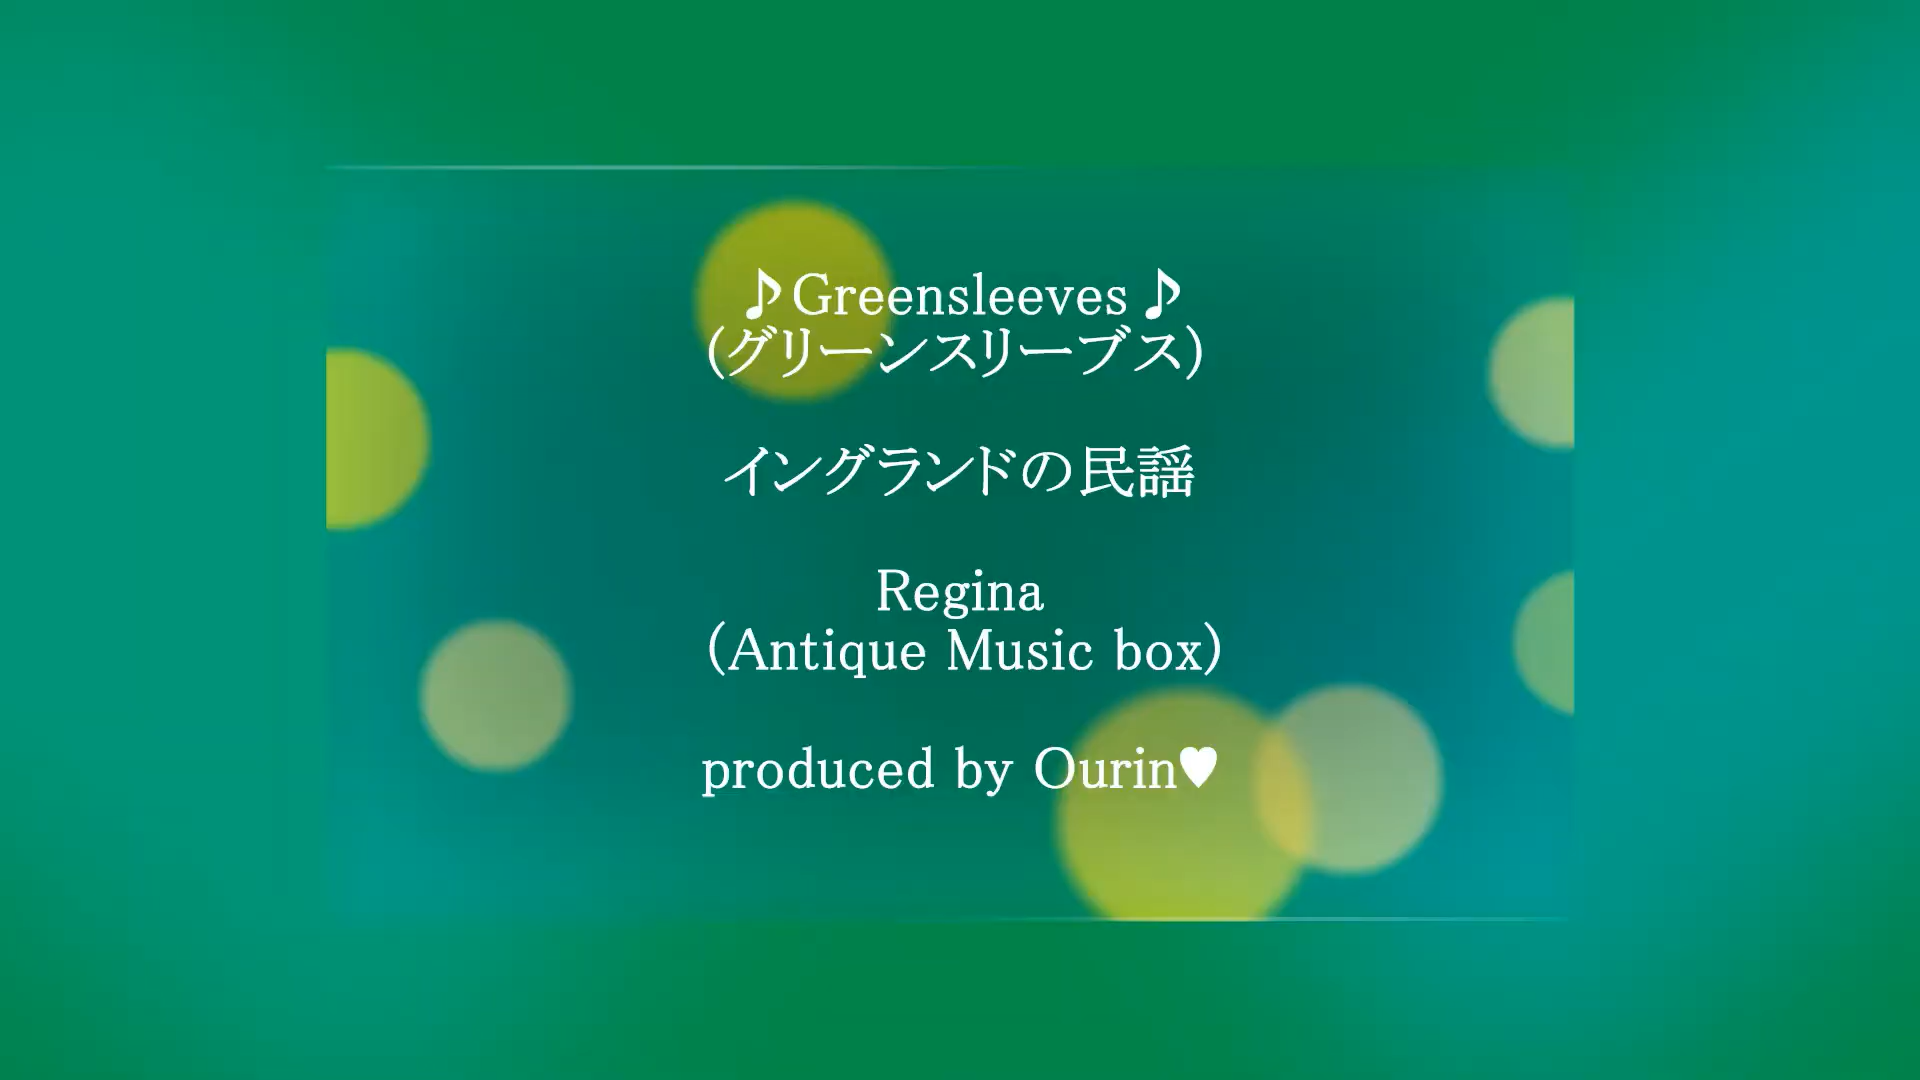 ♪Greensleeves♪
(グリーンスリーブス)
イングランドの民謡
Regina
(Antique Music box)
produced by Ourin♥